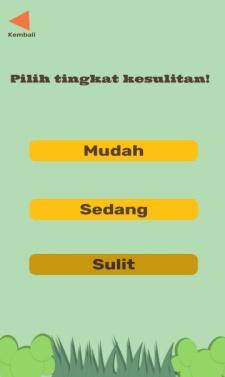 Kembali
Pilih tingkat kesulitan!
Mudah
Sedang
Sulit